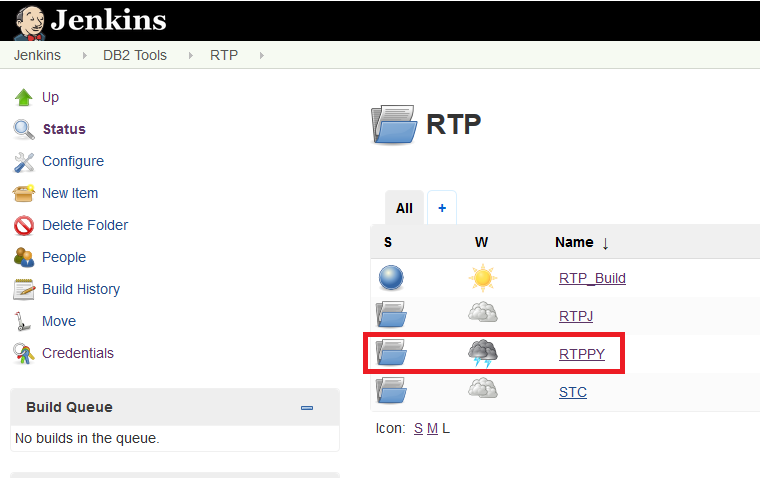 Jenkins
Jenkins DB2 Tools RTP
Up
Status
Configure
New Item
Delete Folder
People
Build History
Move
Credentials
Build Queue
No builds in the queue.
RTP
All +
S W Name ↓
RTP_Build
RTPJ
RTPPY
STC
Icon: S M L